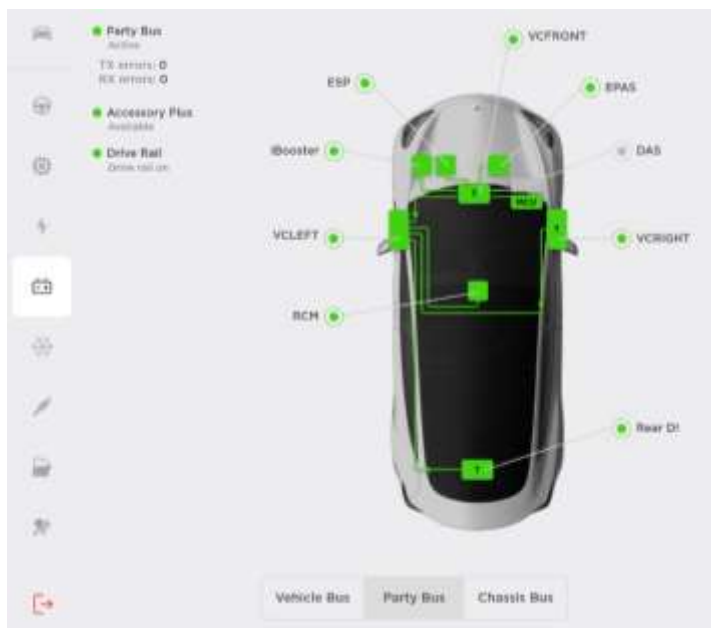 Party Bus
Active
TX errors: 0
RX errors: 0
Accessory Plus
Available
Drive Rail
Drive rail on
VCFRONT
ESP
EPAS
iBooster
DAS
MCU
VCLEFT
VCRIGHT
RCM
Rear DI
Vehicle Bus
Party Bus
Chassis Bus